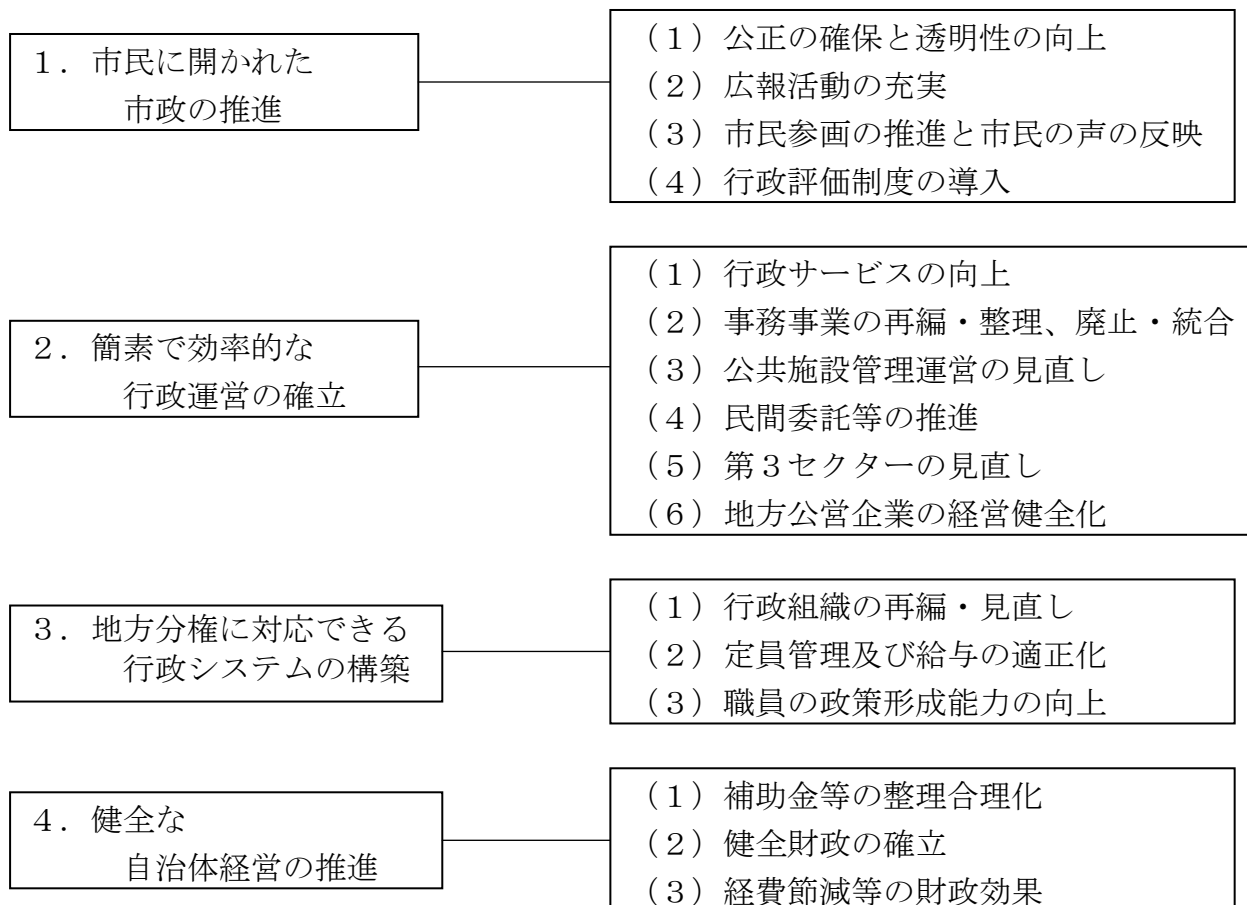 １．市民に開かれた
市政の推進
（１）公正の確保と透明性の向上
（２）広報活動の充実
（３）市民参画の推進と市民の声の反映
（４）行政評価制度の導入
２．簡素で効率的な
行政運営の確立
（１）行政サービスの向上
（２）事務事業の再編・整理、廃止・統合
（３）公共施設管理運営の見直し
（４）民間委託等の推進
（５）第３セクターの見直し
（６）地方公営企業の経営健全化
３．地方分権に対応できる
行政システムの構築
（１）行政組織の再編・見直し
（２）定員管理及び給与の適正化
（３）職員の政策形成能力の向上
４．健全な
自治体経営の推進
（１）補助金等の整理合理化
（２）健全財政の確立
（３）経費節減等の財政効果